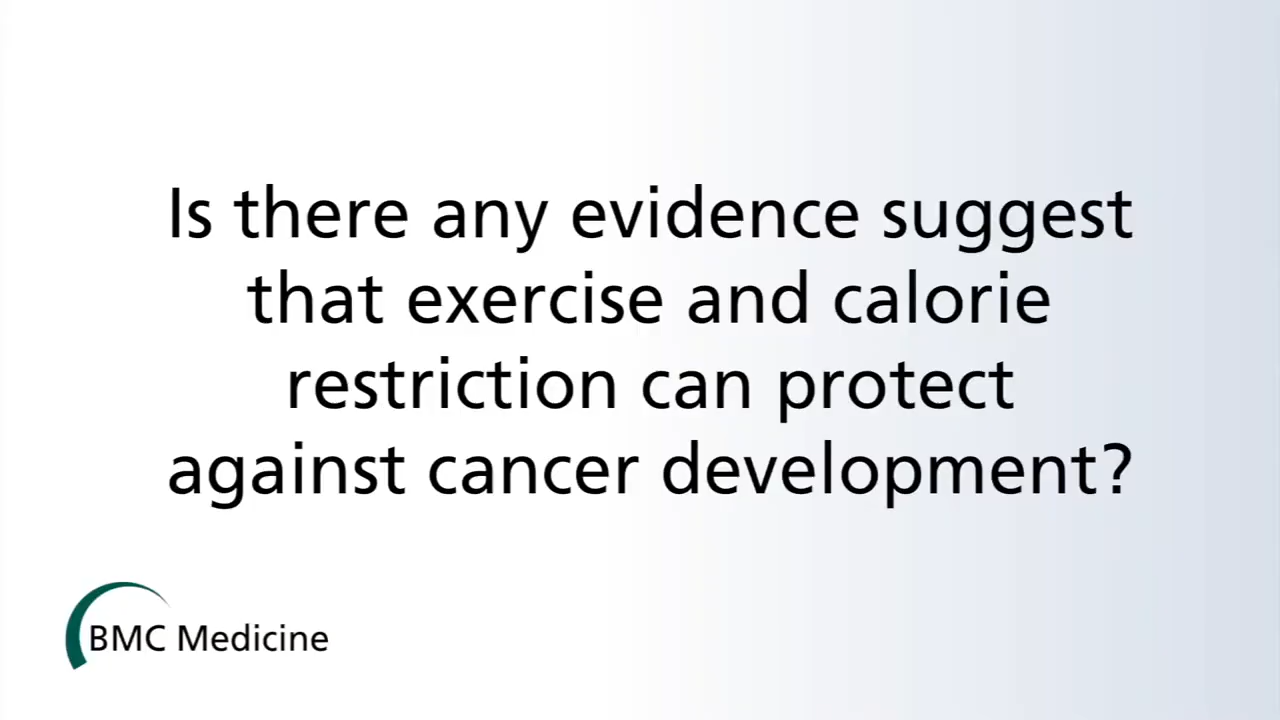 Is there any evidence suggest
that exercise and calorie
restriction can protect
against cancer development?
BMC Medicine